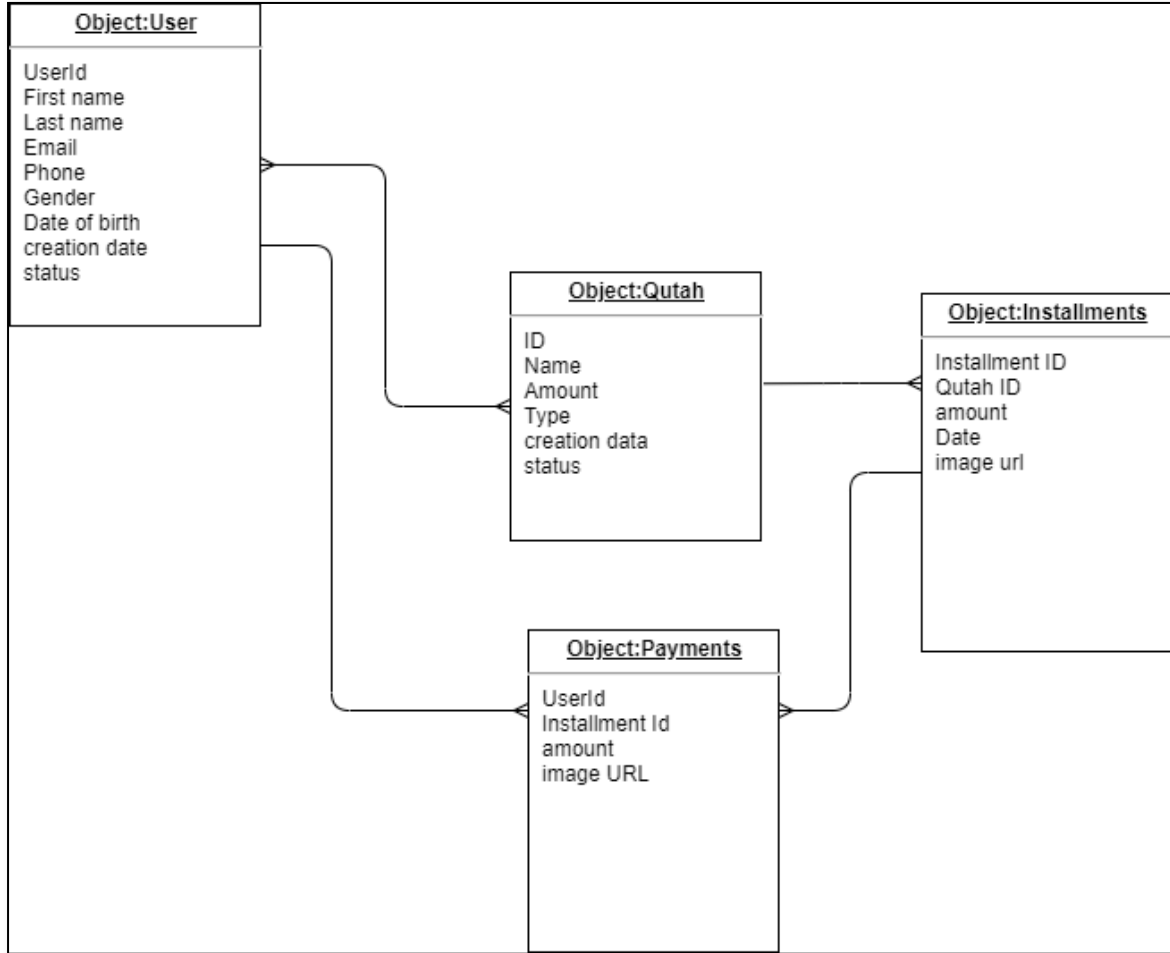 Object:User
UserId
First name
Last name
Email
Phone
Gender
Date of birth
creation date
status
Object:Qutah
ID
Name
Amount
Type
creation data
status
Object:Installments
Installment ID
Qutah ID
amount
Date
image url
Object:Payments
UserId
Installment Id
amount
image URL